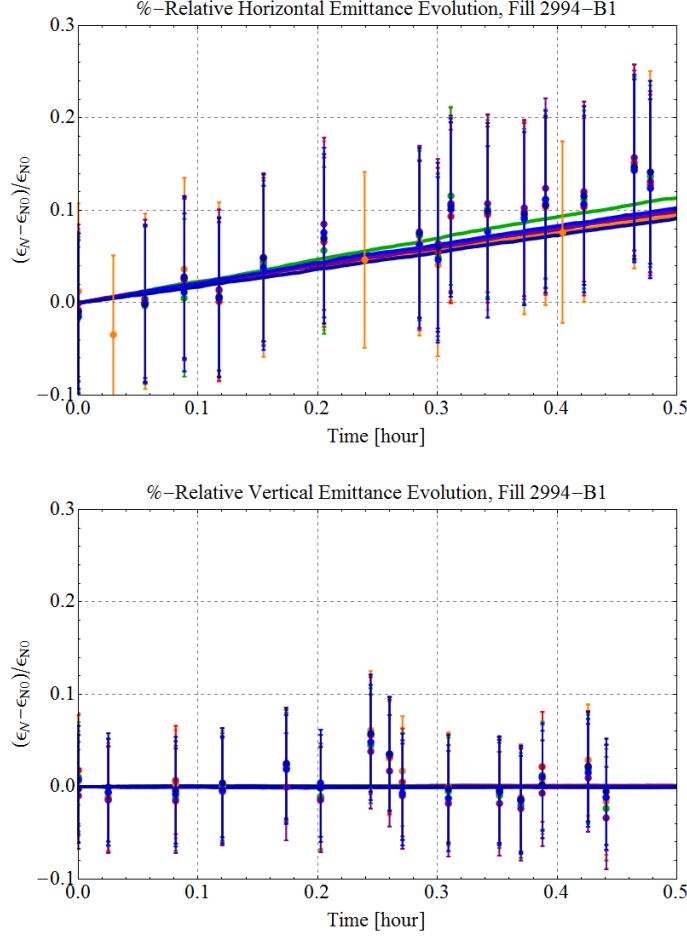 %−Relative Horizontal Emittance Evolution, Fill 2994−B1
0.3
0.2
0.1
0.0
−0.1
(ϵN−ϵN0)/ϵN0
0.0 0.1 0.2 0.3 0.4 0.5
Time [hour]
%−Relative Vertical Emittance Evolution, Fill 2994−B1
0.3
0.2
0.1
0.0
−0.1
(ϵN−ϵN0)/ϵN0
0.0 0.1 0.2 0.3 0.4 0.5
Time [hour]